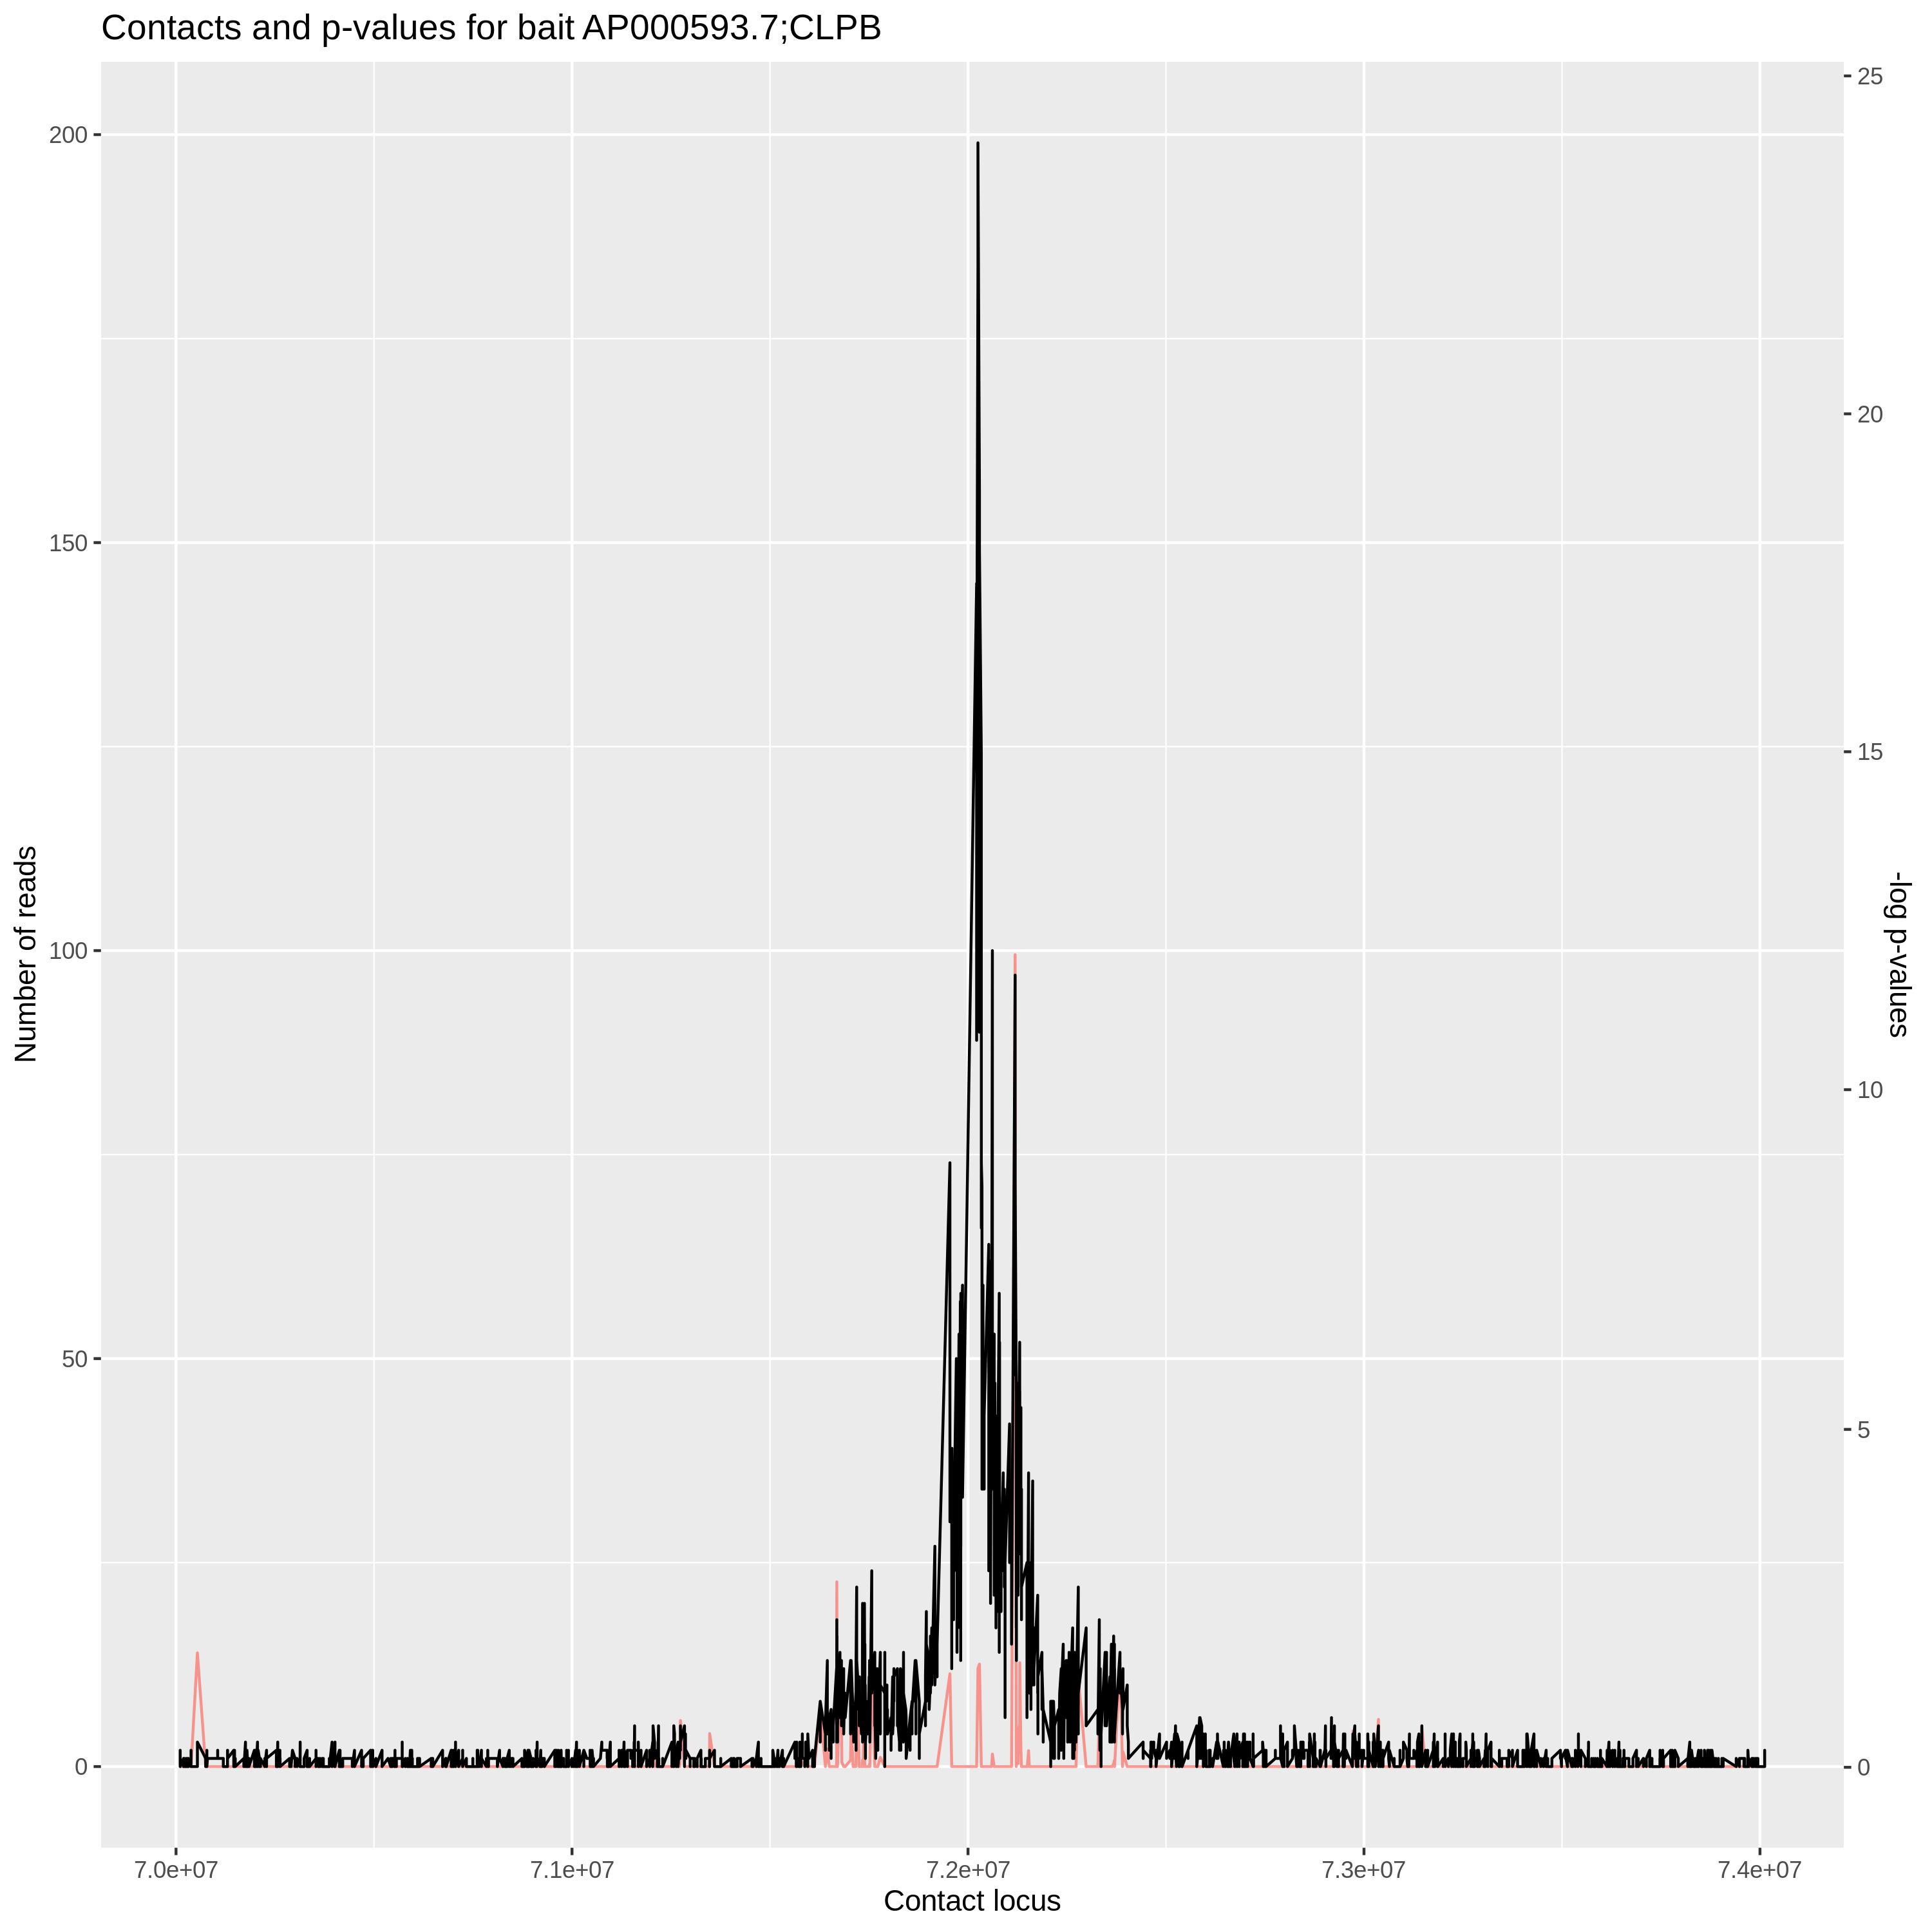 Contacts and p-values for bait AP000593.7;CLPB
25
200
20
150
15
Number of reads
-log p-values
100
10
50
5
0
0
7.0e+07
7.1e+07
7.2e+07
7.3e+07
7.4e+07
Contact locus